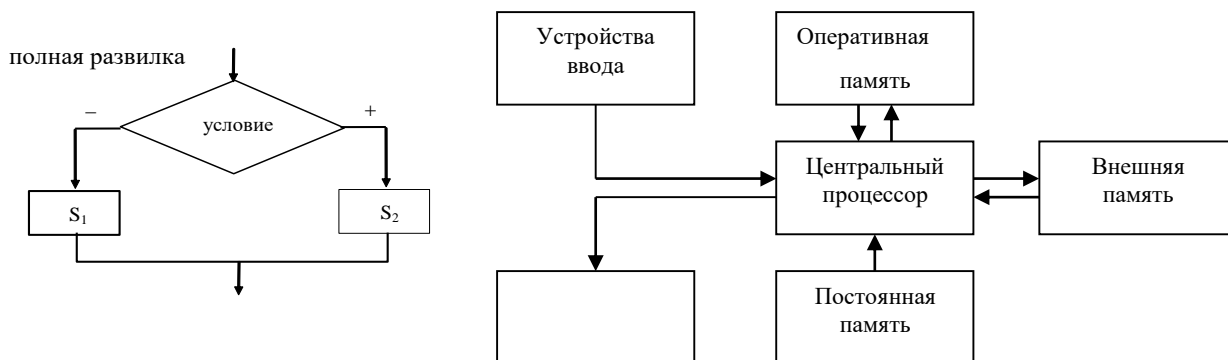 полная развилка
–
+
условие
S₁
S₂
Устройства
ввода
Оперативная
память
Центральный
процессор
Внешняя
память
Постоянная
память